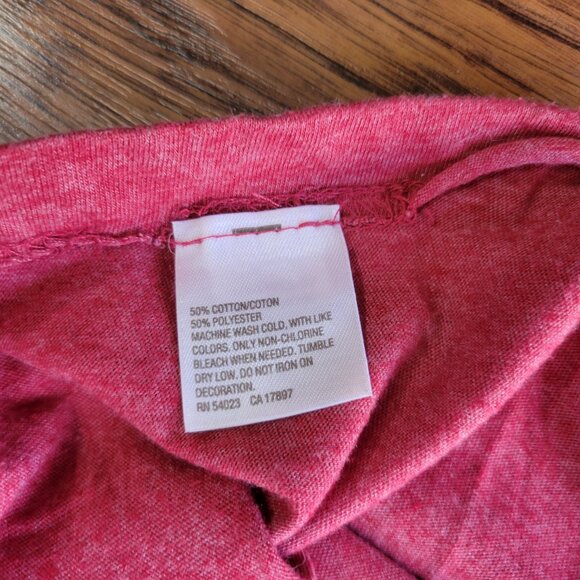 50% COTTON/COTON
50% POLYESTER
MACHINE WASH COLD, WITH LIKE
COLORS, ONLY NON-CHLORINE
BLEACH WHEN NEEDED. TUMBLE
DRY LOW. DO NOT IRON ON
DECORATION.
RN 54023 CA 17897